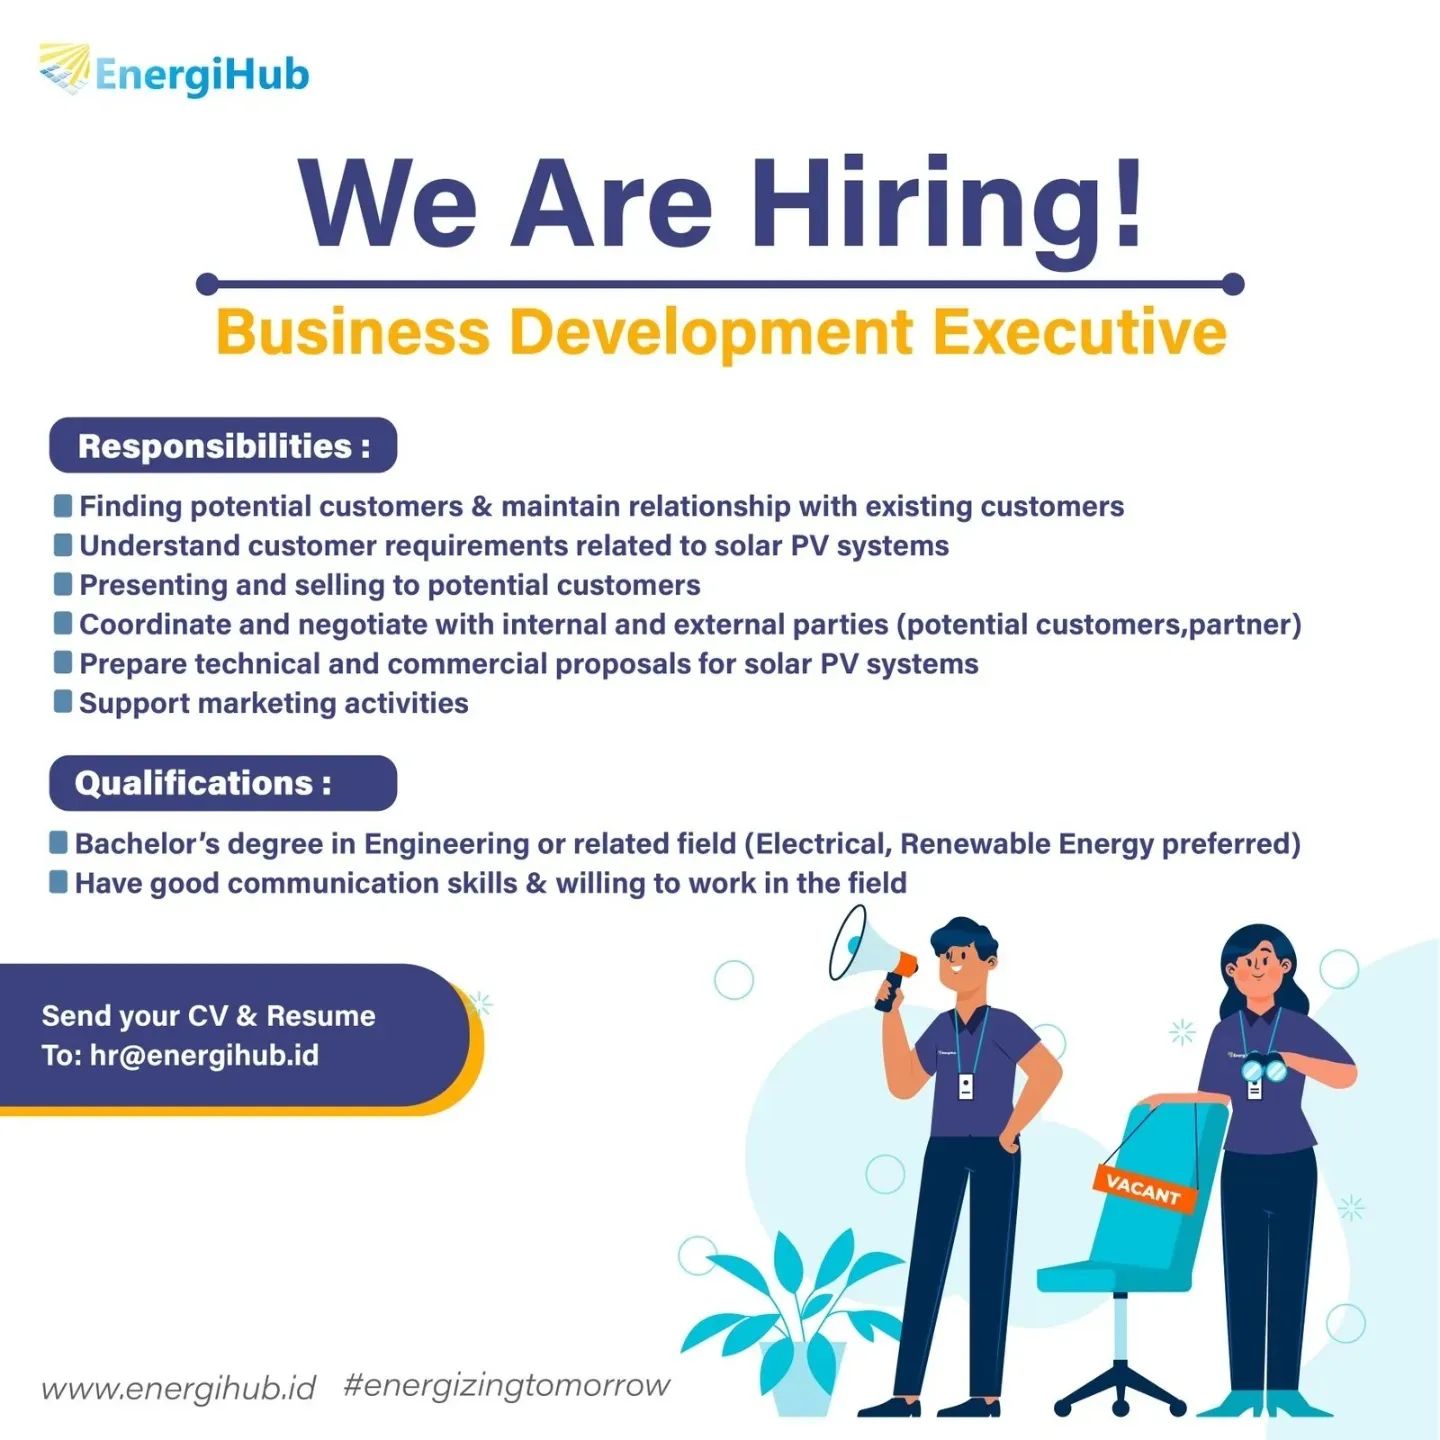 EnergiHub
We Are Hiring!
Business Development Executive
Responsibilities :
Finding potential customers & maintain relationship with existing customers
Understand customer requirements related to solar PV systems
Presenting and selling to potential customers
Coordinate and negotiate with internal and external parties (potential customers,partner)
Prepare technical and commercial proposals for solar PV systems
Support marketing activities
Qualifications :
Bachelor’s degree in Engineering or related field (Electrical, Renewable Energy preferred)
Have good communication skills & willing to work in the field
Send your CV & Resume
To: hr@energihub.id
VACANT
www.energihub.id #energizingtomorrow